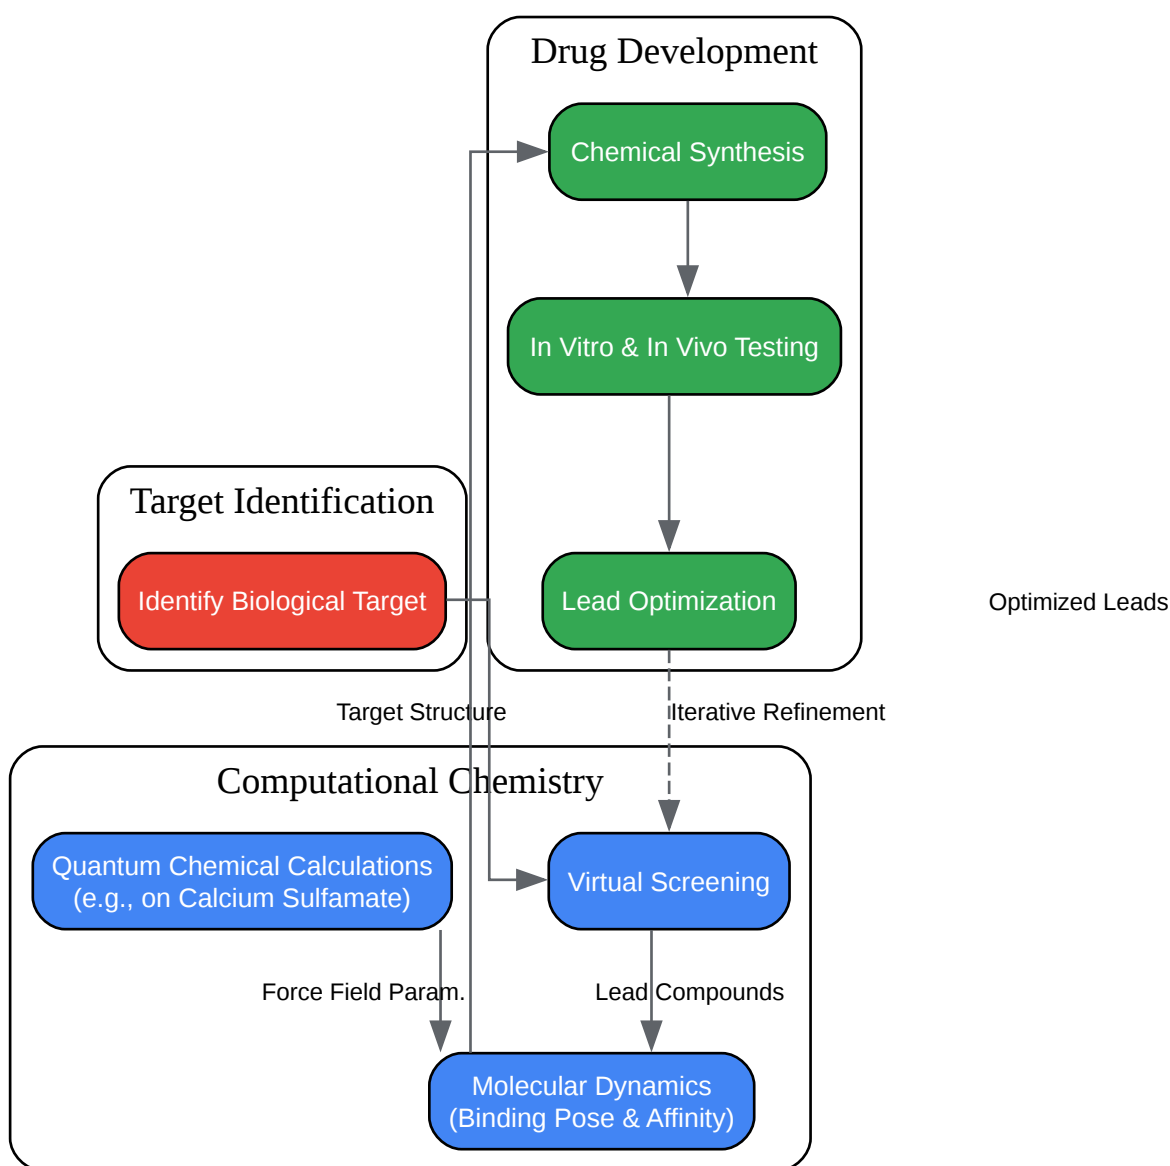 Drug Development
Chemical Synthesis
In Vitro & In Vivo Testing
Target Identification
Identify Biological Target
Lead Optimization
Optimized Leads
Target Structure
Iterative Refinement
Computational Chemistry
Quantum Chemical Calculations
(e.g., on Calcium Sulfamate)
Virtual Screening
Force Field Param.
Lead Compounds
Molecular Dynamics
(Binding Pose & Affinity)